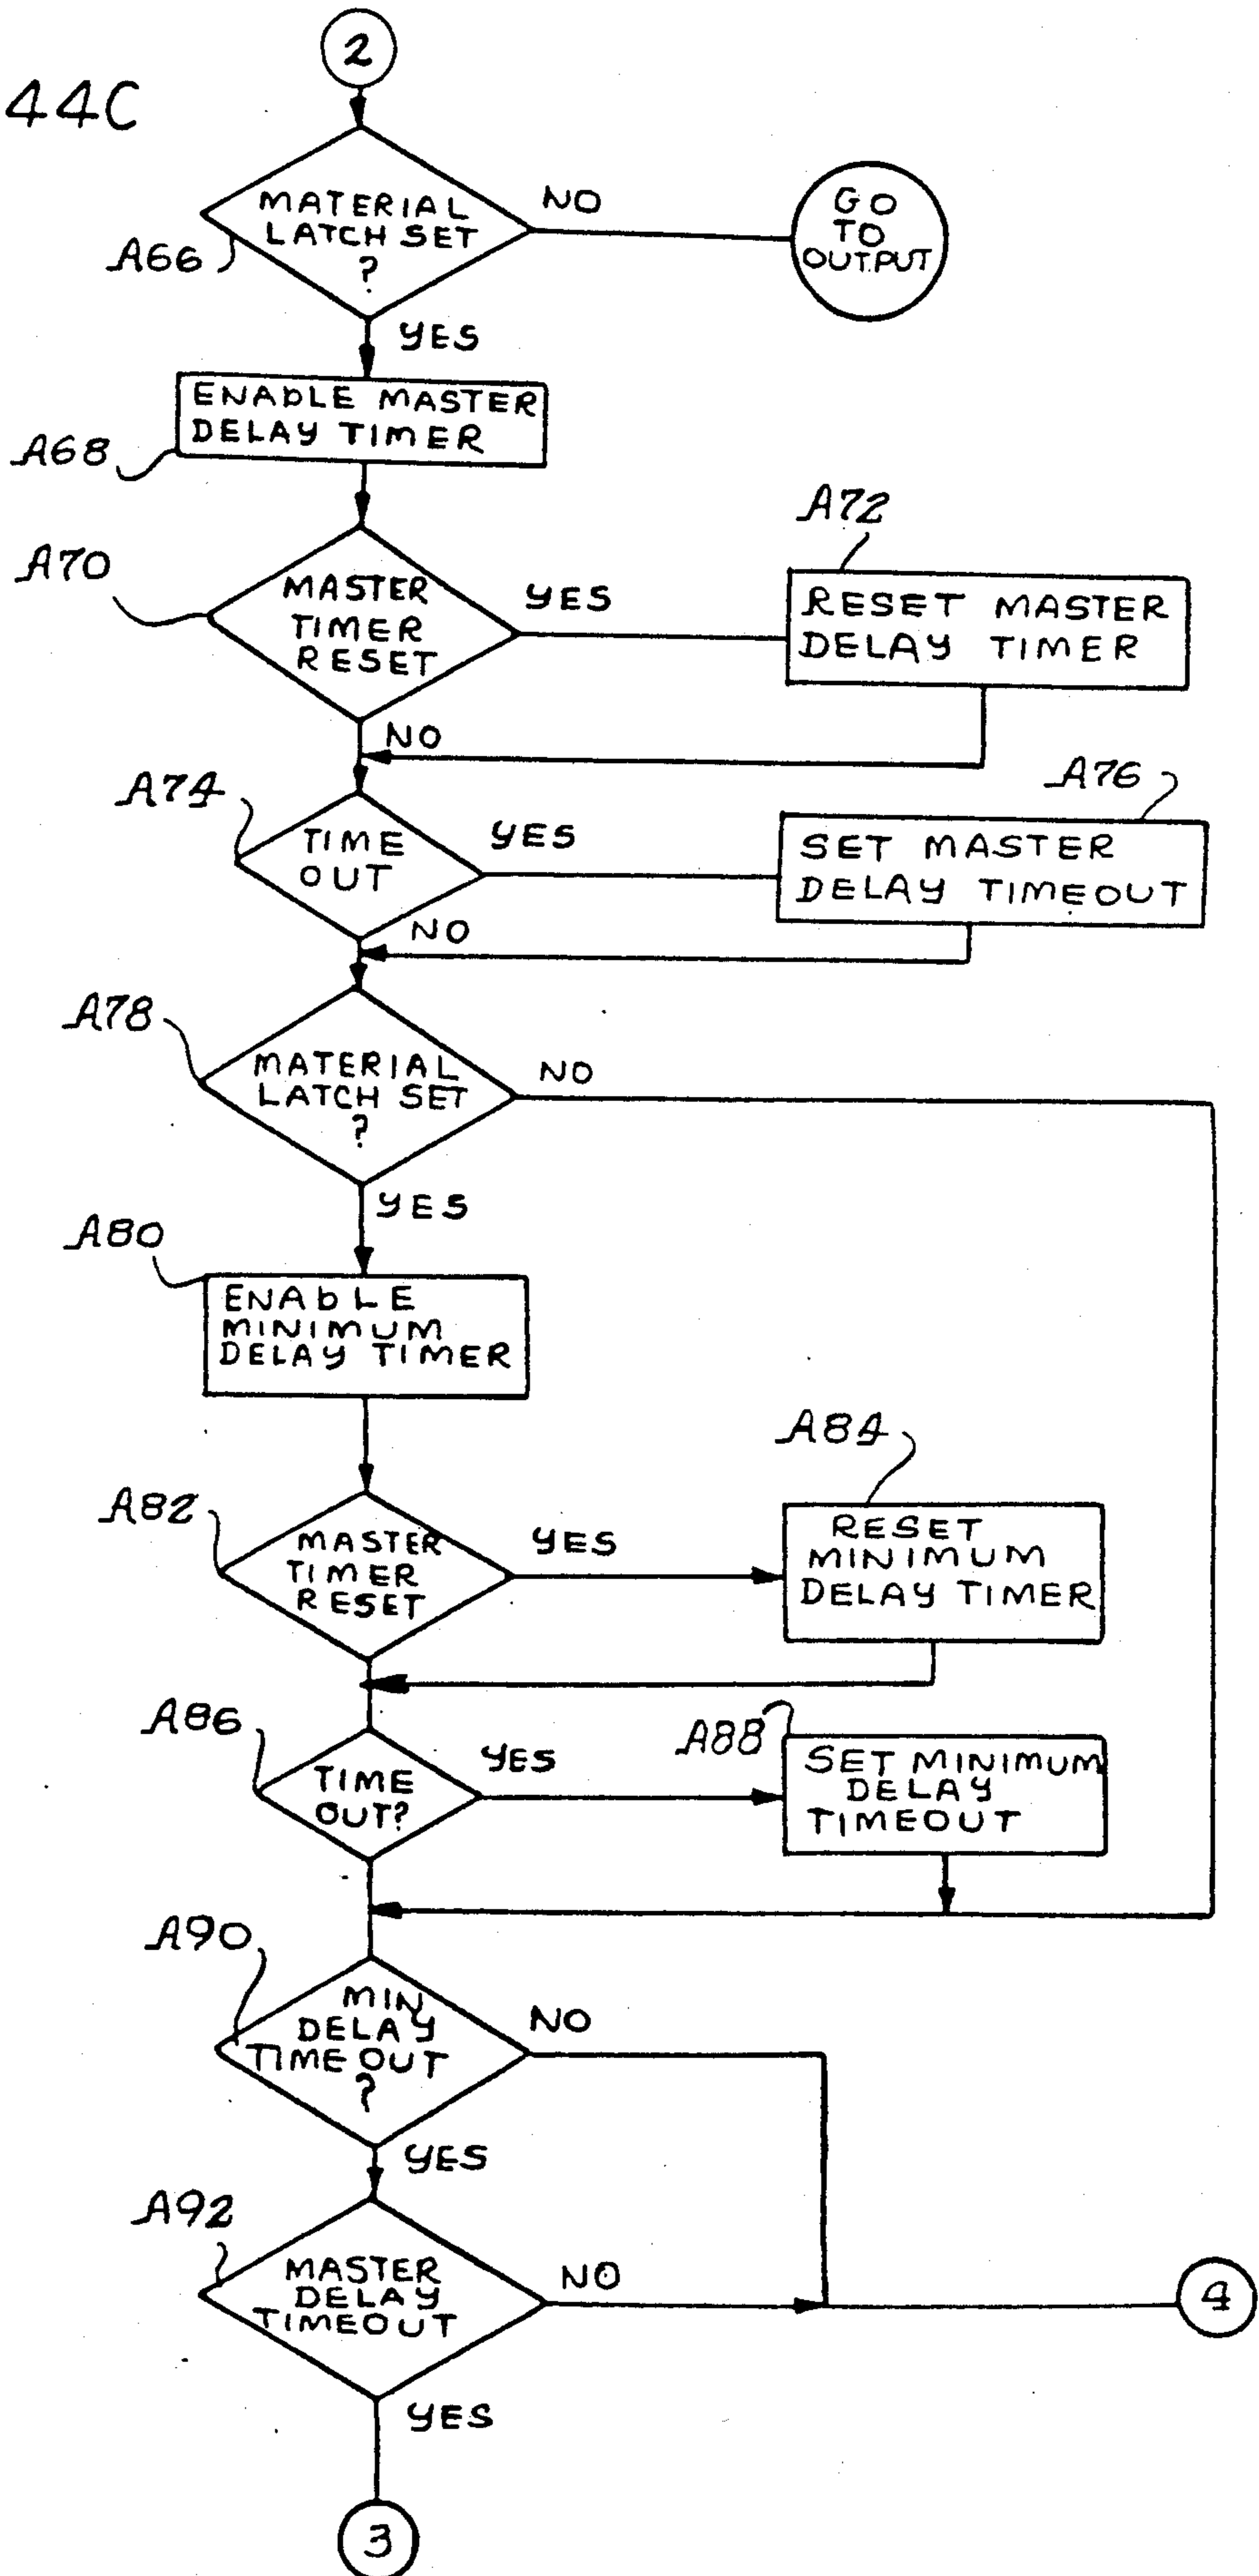 2
44C
MATERIAL
LATCH SET
?
NO
GO
TO
OUTPUT
A66
YES
ENABLE MASTER
DELAY TIMER
A68
A70
MASTER
TIMER
RESET
YES
A72
RESET MASTER
DELAY TIMER
NO
A74
TIME
OUT
YES
A76
SET MASTER
DELAY TIMEOUT
NO
A78
MATERIAL
LATCH SET
?
NO
YES
A80
ENABLE
MINIMUM
DELAY TIMER
A82
MASTER
TIMER
RESET
YES
A84
RESET
MINIMUM
DELAY TIMER
A86
TIME
OUT?
YES
A88
SET MINIMUM
DELAY
TIMEOUT
A90
MIN
DELAY
TIME OUT
?
NO
YES
A92
MASTER
DELAY
TIMEOUT
NO
4
YES
3